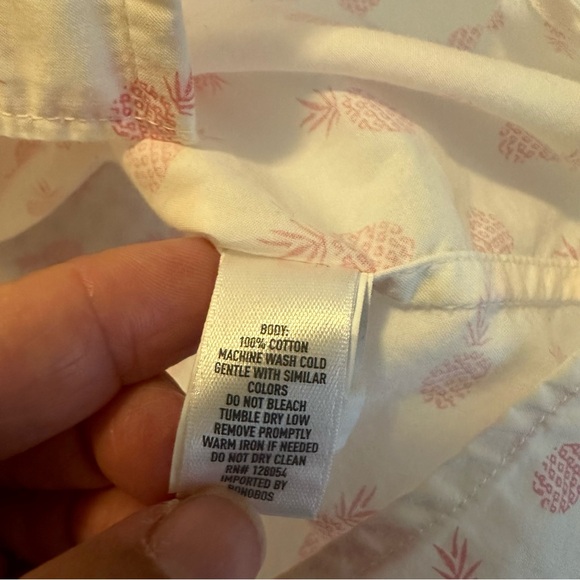 BODY:
100% COTTON
MACHINE WASH COLD
GENTLE WITH SIMILAR
COLORS
DO NOT BLEACH
TUMBLE DRY LOW
REMOVE PROMPTLY
WARM IRON IF NEEDED
DO NOT DRY CLEAN
RN# 128054
IMPORTED BY
BONOBOS